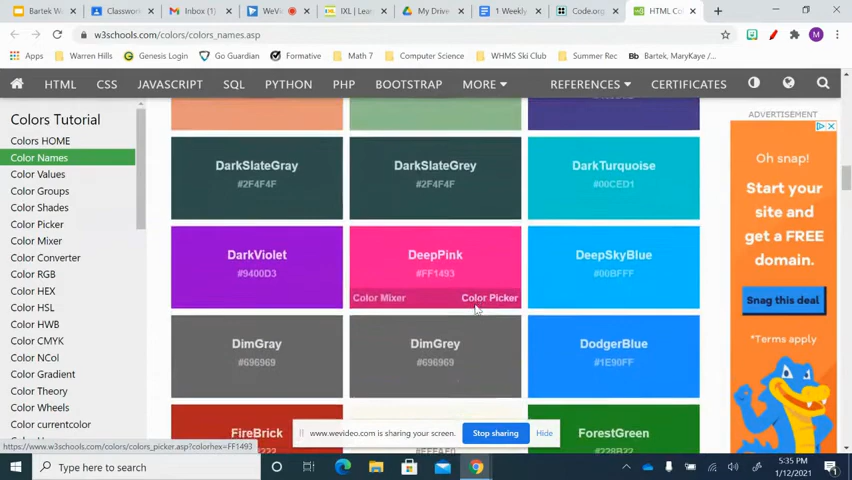 Bartek W
Classwor
Inbox (1)
WeVi
IXL | Lear
My Drive
1 Weekly
Code.org
HTML Co
w3schools.com/colors/colors_names.asp
M
Apps Warren Hills Genesis Login Go Guardian Formative Math 7 Computer Science WHMS Ski Club Summer Rec Bartek, MaryKaye /
HTML CSS JAVASCRIPT SQL PYTHON PHP BOOTSTRAP MORE REFERENCES CERTIFICATES
Colors Tutorial
Colors HOME
Color Names
Color Values
Color Groups
Color Shades
Color Picker
Color Mixer
Color Converter
Color RGB
Color HEX
Color HSL
Color HWB
Color CMYK
Color NCol
Color Gradient
Color Theory
Color Wheels
Color currentcolor
https://www.w3schools.com/colors/colors_picker.asp?colorhex=FF1493
DarkSlateGray
#2F4F4F
DarkSlateGrey
#2F4F4F
DarkTurquoise
#00CED1
DarkViolet
#9400D3
DeepPink
#FF1493
Color Mixer Color Picker
DeepSkyBlue
#00BFFF
DimGray
#696969
DimGrey
#696969
DodgerBlue
#1E90FF
FireBrick
ForestGreen
#228B22
ADVERTISEMENT
Oh snap!
Start your
site and
get a FREE
domain.
Snag this deal
*Terms apply
www.wevideo.com is sharing your screen. Stop sharing Hide
Type here to search
5:35 PM
1/12/2021